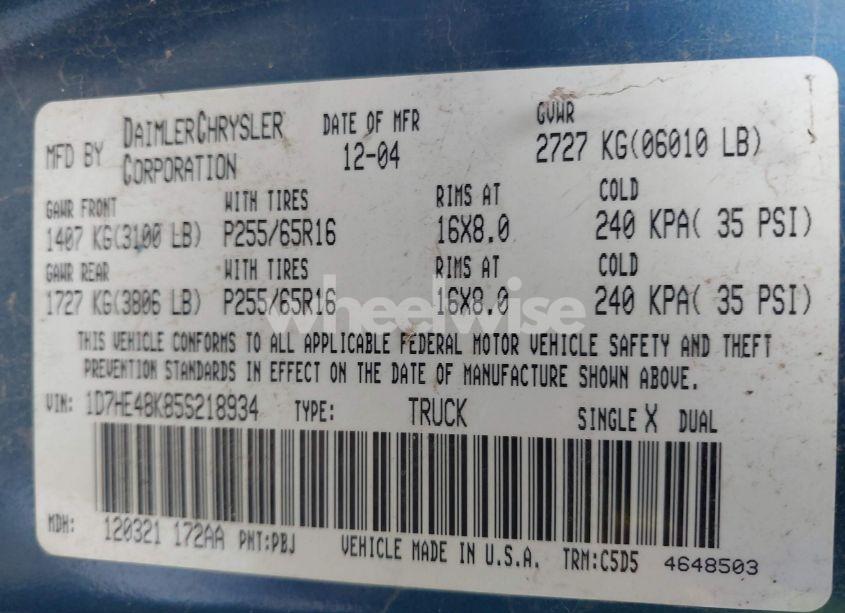 MFD BY DAIMLERCHRYSLER CORPORATION
DATE OF MFR 12-04
GVWR 2727 KG(06010 LB)
GAWR FRONT WITH TIRES RIMS AT COLD
1407 KG(3100 LB) P255/65R16 16X8.0 240 KPA( 35 PSI)
GAWR REAR WITH TIRES RIMS AT COLD
1727 KG(3806 LB) P255/65R16 16X8.0 240 KPA( 35 PSI)
wheelwise
THIS VEHICLE CONFORMS TO ALL APPLICABLE FEDERAL MOTOR VEHICLE SAFETY AND THEFT
PREVENTION STANDARDS IN EFFECT ON THE DATE OF MANUFACTURE SHOWN ABOVE.
VIN: 1D7HE48K85S218934 TYPE: TRUCK SINGLE X DUAL
MDH: 120321 172AA PNT:PBJ VEHICLE MADE IN U.S.A. TRM:C5D5 4648503